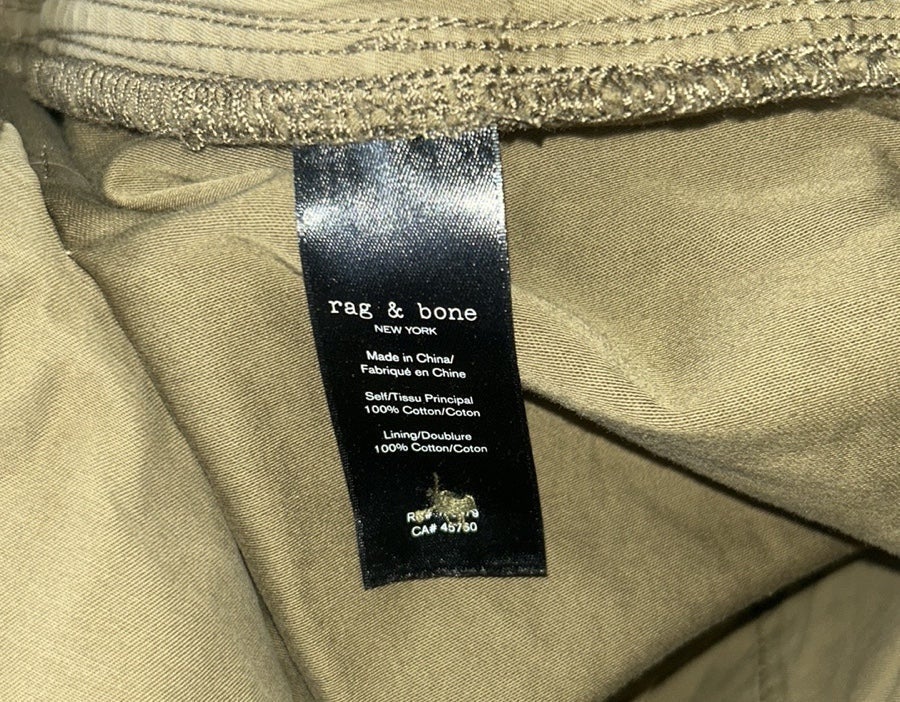 rag & bone
NEW YORK
Made in China/
Fabriqué en Chine
Self/Tissu Principal
100% Cotton/Coton
Lining/Doublure
100% Cotton/Coton
CA# 45750